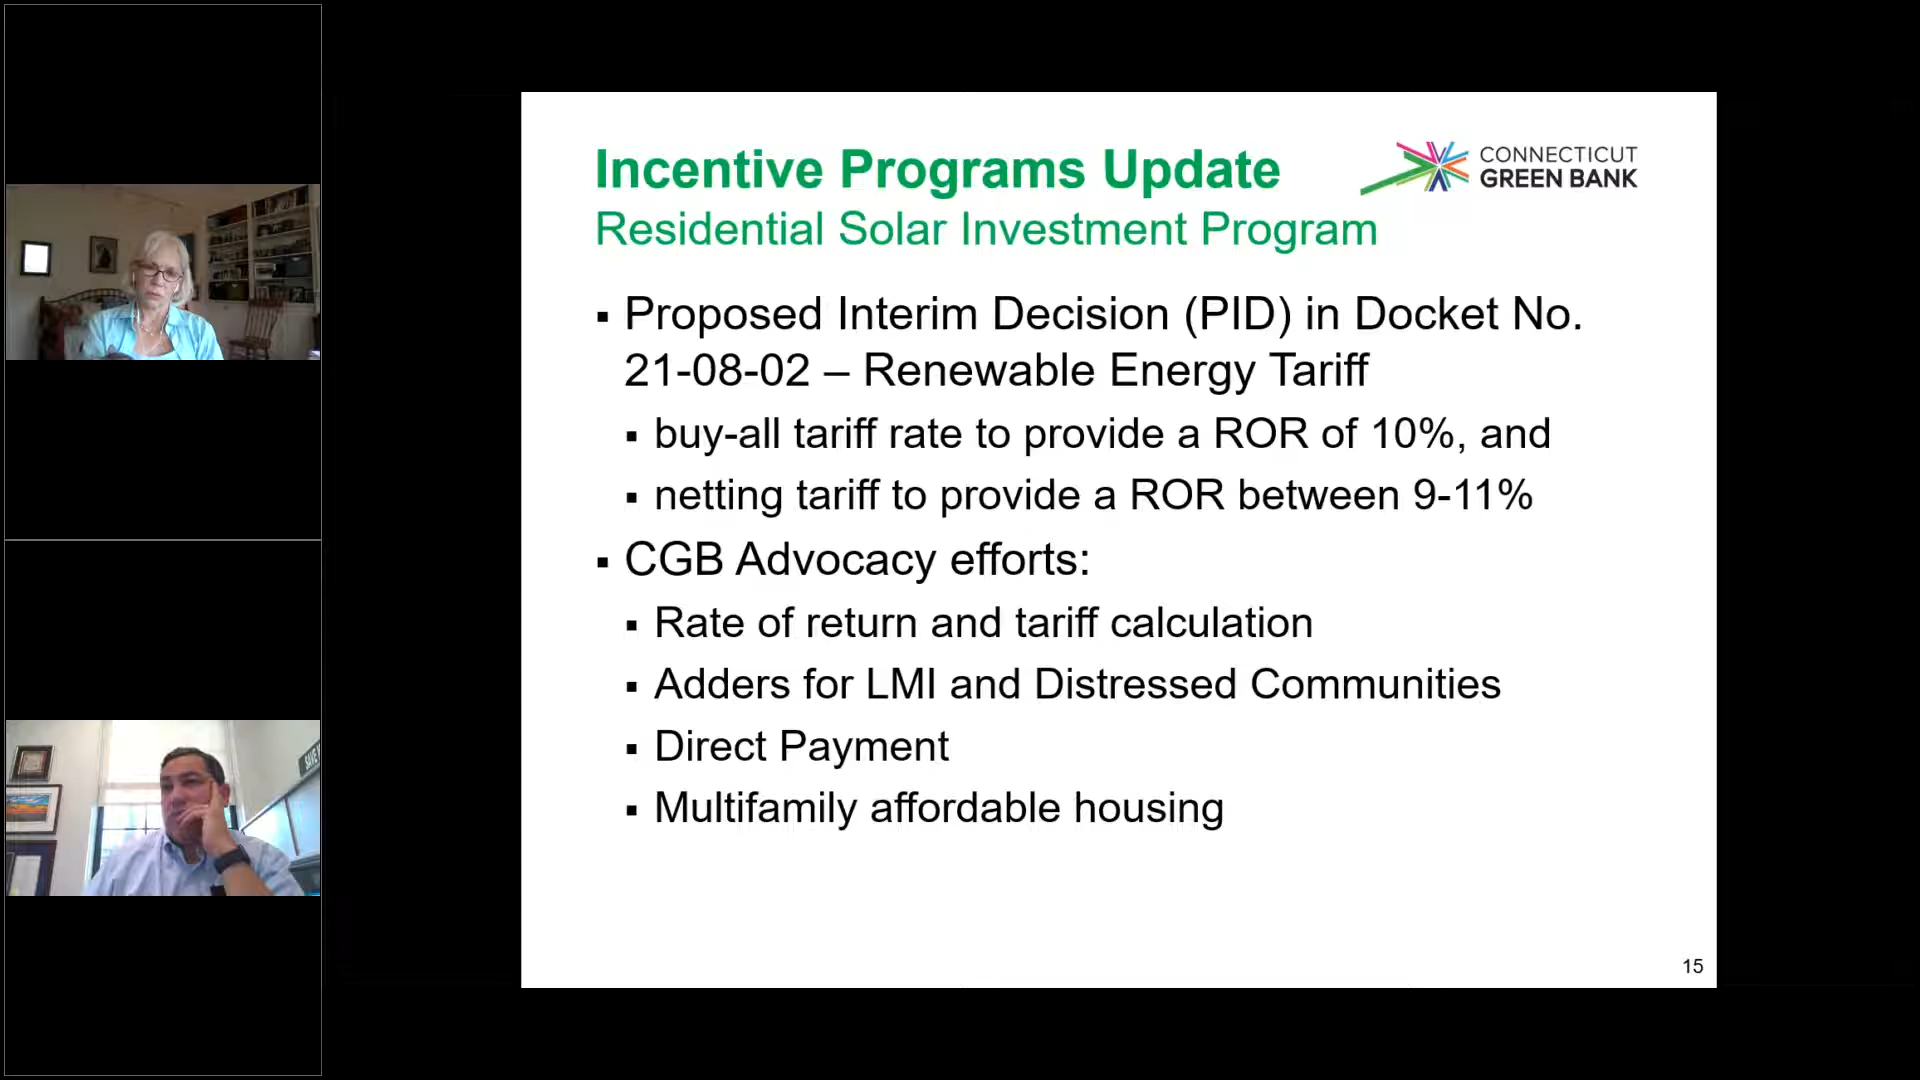 Incentive Programs Update
CONNECTICUT
GREEN BANK
Residential Solar Investment Program
▪ Proposed Interim Decision (PID) in Docket No.
21-08-02 – Renewable Energy Tariff
▪ buy-all tariff rate to provide a ROR of 10%, and
▪ netting tariff to provide a ROR between 9-11%
▪ CGB Advocacy efforts:
▪ Rate of return and tariff calculation
▪ Adders for LMI and Distressed Communities
▪ Direct Payment
▪ Multifamily affordable housing
15